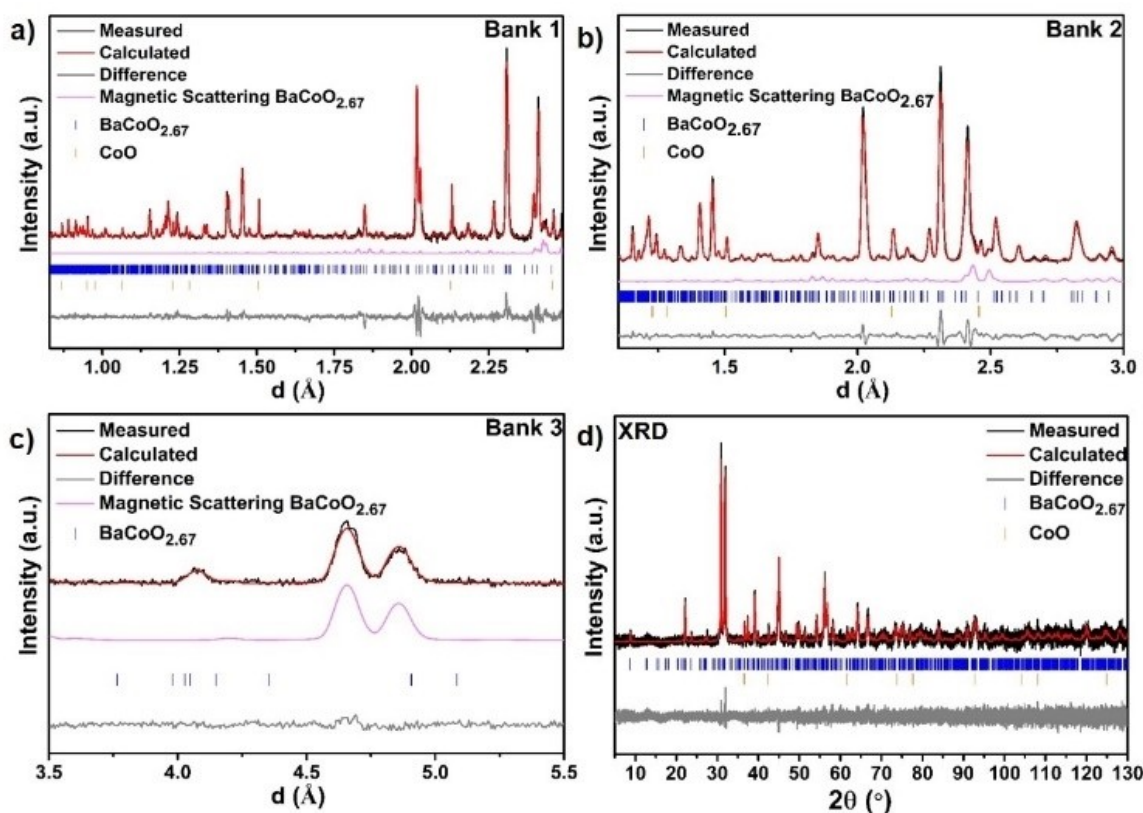 a)
Bank 1
Measured
Calculated
Difference
Magnetic Scattering BaCoO2.67
BaCoO2.67
CoO
Intensity (a.u.)
1.00 1.25 1.50 1.75 2.00 2.25
d (Å)
b)
Bank 2
Measured
Calculated
Difference
Magnetic Scattering BaCoO2.67
BaCoO2.67
CoO
Intensity (a.u.)
1.5 2.0 2.5 3.0
d (Å)
c)
Bank 3
Measured
Calculated
Difference
Magnetic Scattering BaCoO2.67
BaCoO2.67
Intensity (a.u.)
3.5 4.0 4.5 5.0 5.5
d (Å)
d)
XRD
Measured
Calculated
Difference
BaCoO2.67
CoO
Intensity (a.u.)
10 20 30 40 50 60 70 80 90 100 110 120 130
2θ (°)